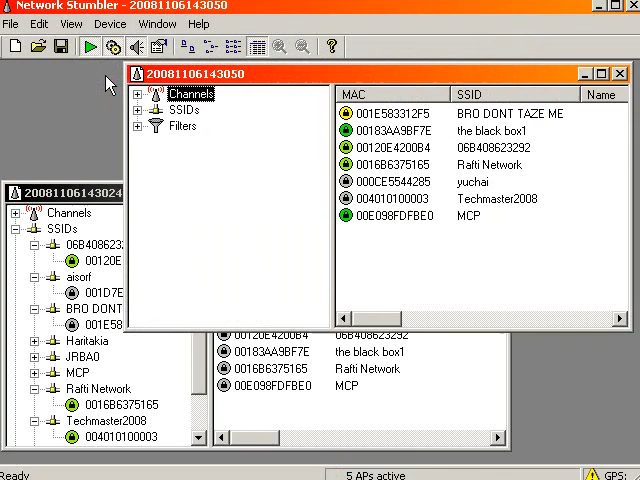 Network Stumbler - 20081106143050
File Edit View Device Window Help
20081106143050
Channels
SSIDs
Filters
MAC SSID Name
001E583312F5 BRO DONT TAZE ME
00183AA9BF7E the black box1
00120E4200B4 06B408623292
0016B6375165 Rafti Network
000CE5544285 yuchai
004010100003 Techmaster2008
00E098FDFBE0 MCP
20081106143024
Channels
SSIDs
06B408623
00120E
aisorf
001D7E
BRO DONT
001E58
Haritakia
JRBA0
MCP
Rafti Network
0016B6375165
Techmaster2008
004010100003
00120E4200B4 06B408623292
00183AA9BF7E the black box1
0016B6375165 Rafti Network
00E098FDFBE0 MCP
Ready 5 APs active GPS: